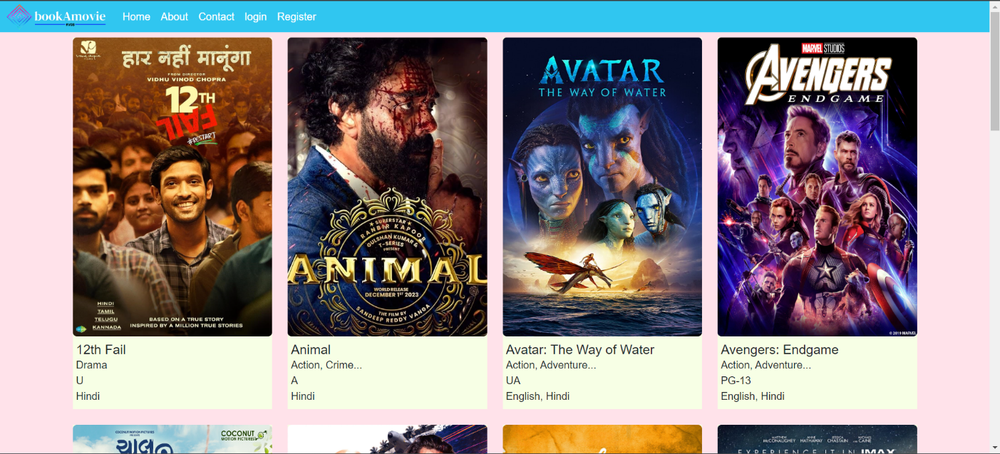 bookAmovie
Home About Contact login Register
हार नहीं मानूंगा
FROM DIRECTOR
VIDHU VINOD CHOPRA
12TH
FAIL
#RESTART
HINDI
TAMIL
TELUGU
KANNADA
BASED ON A TRUE STORY
INSPIRED BY A MILLION TRUE STORIES
12th Fail
Drama
U
Hindi
SUPERSTAR
RANBIR KAPOOR
GULSHAN KUMAR &
T-SERIES
PRESENT
ANIMAL
WORLD RELEASE
DECEMBER 1ST 2023
THE FILM BY
SANDEEP REDDY VANGA
Animal
Action, Crime...
A
Hindi
AVATAR
THE WAY OF WATER
Avatar: The Way of Water
Action, Adventure...
UA
English, Hindi
MARVEL STUDIOS
AVENGERS
ENDGAME
© 2019 MARVEL
Avengers: Endgame
Action, Adventure...
PG-13
English, Hindi
COCONUT MOTION PICTURES
COCONUT
MOTION PICTURES
MATTHEW
McCONAUGHEY
ANNE
HATHAWAY
JESSICA
CHASTAIN
MICHAEL
CAINE
EXPERIENCE IT IN IMAX